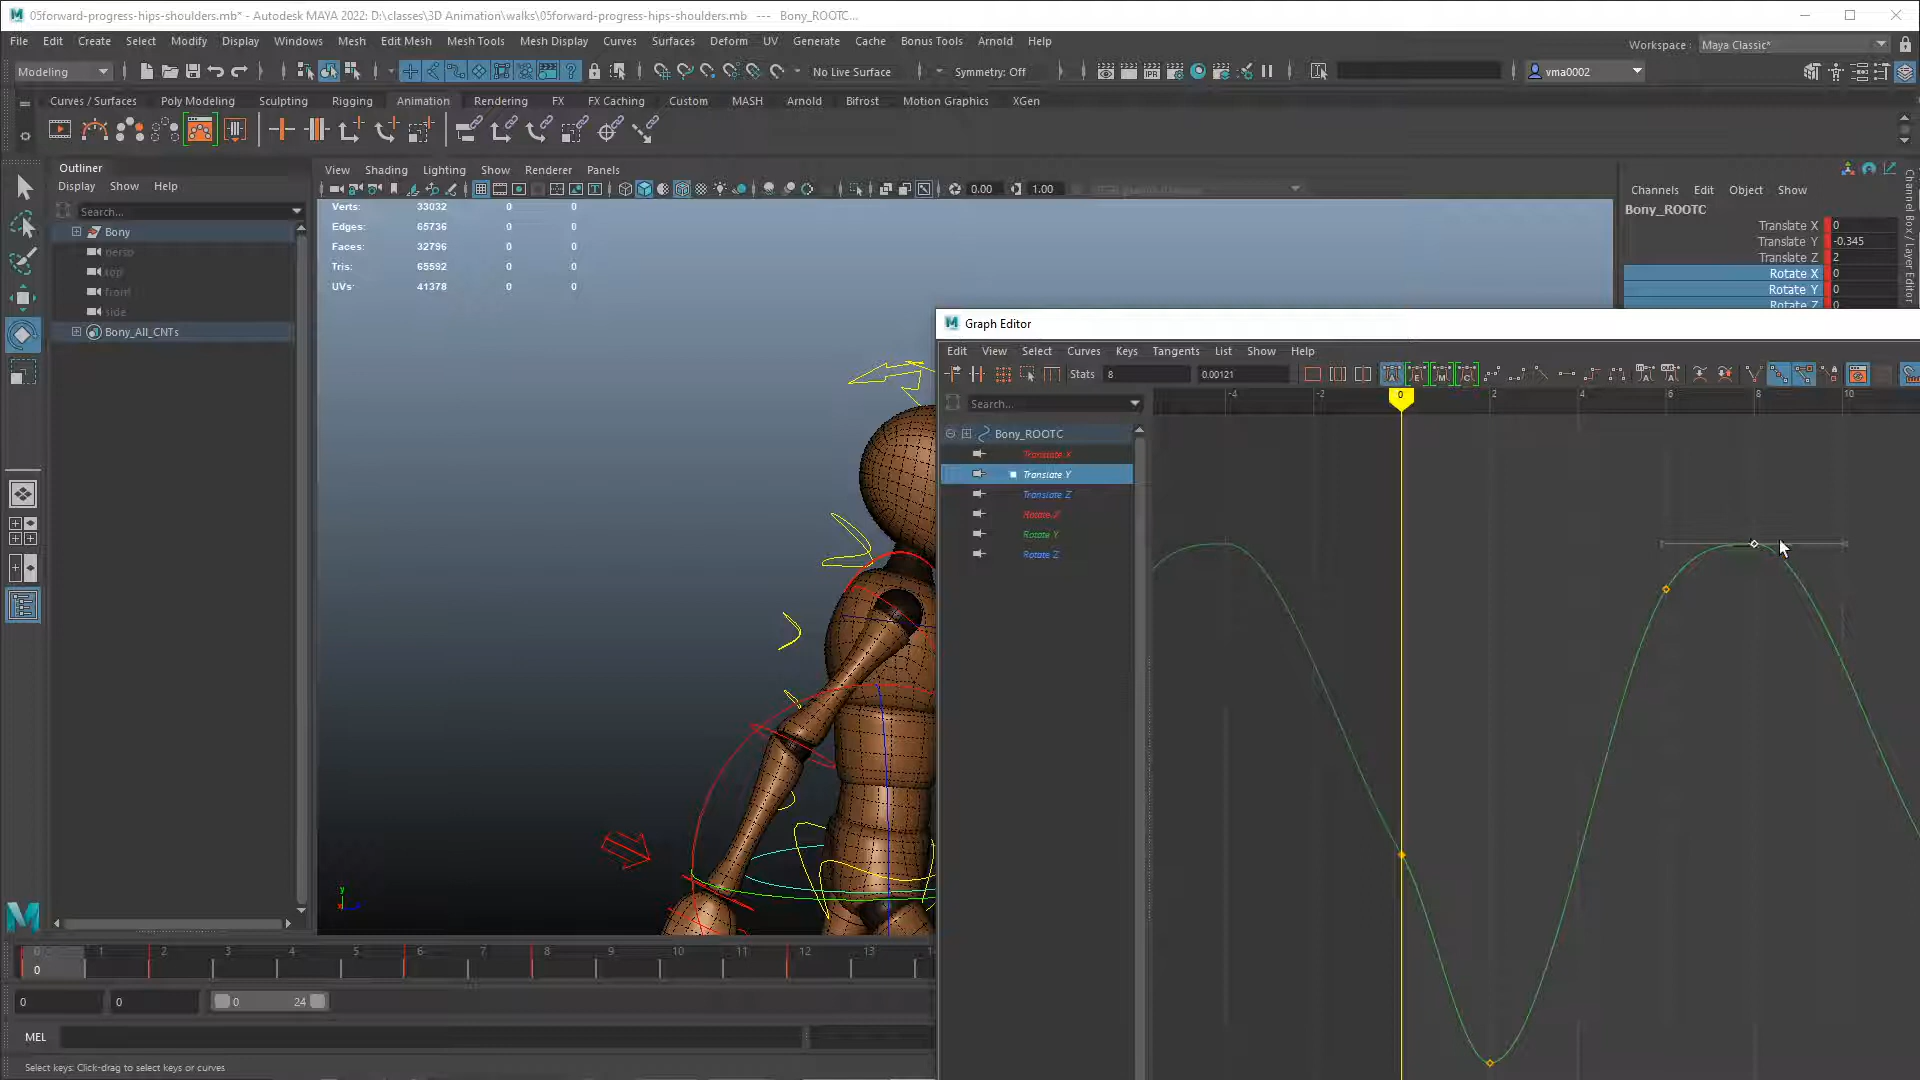 05forward-progress-hips-shoulders.mb* - Autodesk MAYA 2022: D:\classes\3D Animation\walks\05forward-progress-hips-shoulders.mb --- Bony_ROOTC...
File Edit Create Select Modify Display Windows Mesh Edit Mesh Mesh Tools Mesh Display Curves Surfaces Deform UV Generate Cache Bonus Tools Arnold Help
Workspace : Maya Classic*
Modeling No Live Surface Symmetry: Off vma0002
Curves / Surfaces Poly Modeling Sculpting Rigging Animation Rendering FX FX Caching Custom MASH Arnold Bifrost Motion Graphics XGen
Outliner
Display Show Help
Search...
Bony
persp
top
front
side
Bony_All_CNTs
View Shading Lighting Show Renderer Panels
0.00 1.00
Verts: 33032 0 0
Edges: 65736 0 0
Faces: 32796 0 0
Tris: 65592 0 0
UVs: 41378 0 0
Channels Edit Object Show
Bony_ROOTC
Translate X 0
Translate Y -0.345
Translate Z 2
Rotate X 0
Rotate Y 0
Rotate Z 0
Channel Box / Layer Editor
Graph Editor
Edit View Select Curves Keys Tangents List Show Help
Stats 8 0.00121
Search...
-4 -2 0 2 4 6 8 10
Bony_ROOTC
Translate X
Translate Y
Translate Z
Rotate X
Rotate Y
Rotate Z
y
0 1 2 3 4 5 6 7 8 9 10 11 12 13
0
0 0 0 24
MEL
Select keys: Click-drag to select keys or curves